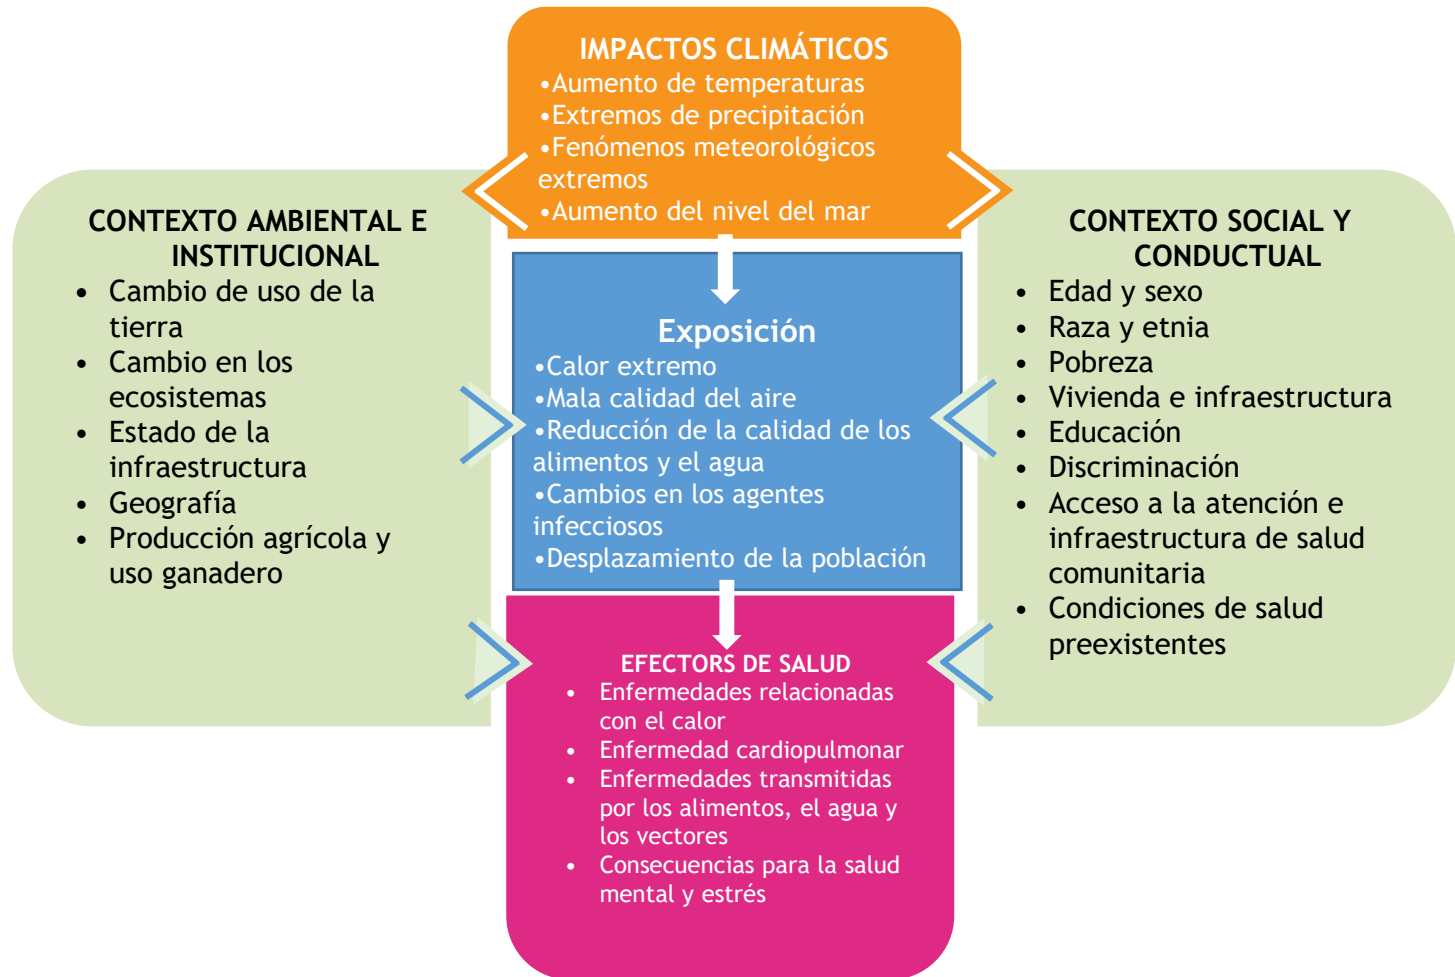 IMPACTOS CLIMÁTICOS
•Aumento de temperaturas
•Extremos de precipitación
•Fenómenos meteorológicos
extremos
•Aumento del nivel del mar
CONTEXTO AMBIENTAL E
INSTITUCIONAL
• Cambio de uso de la
tierra
• Cambio en los
ecosistemas
• Estado de la
infraestructura
• Geografía
• Producción agrícola y
uso ganadero
Exposición
•Calor extremo
•Mala calidad del aire
•Reducción de la calidad de los
alimentos y el agua
•Cambios en los agentes
infecciosos
•Desplazamiento de la población
CONTEXTO SOCIAL Y
CONDUCTUAL
• Edad y sexo
• Raza y etnia
• Pobreza
• Vivienda e infraestructura
• Educación
• Discriminación
• Acceso a la atención e
infraestructura de salud
comunitaria
• Condiciones de salud
preexistentes
EFECTORS DE SALUD
• Enfermedades relacionadas
con el calor
• Enfermedad cardiopulmonar
• Enfermedades transmitidas
por los alimentos, el agua y
los vectores
• Consecuencias para la salud
mental y estrés